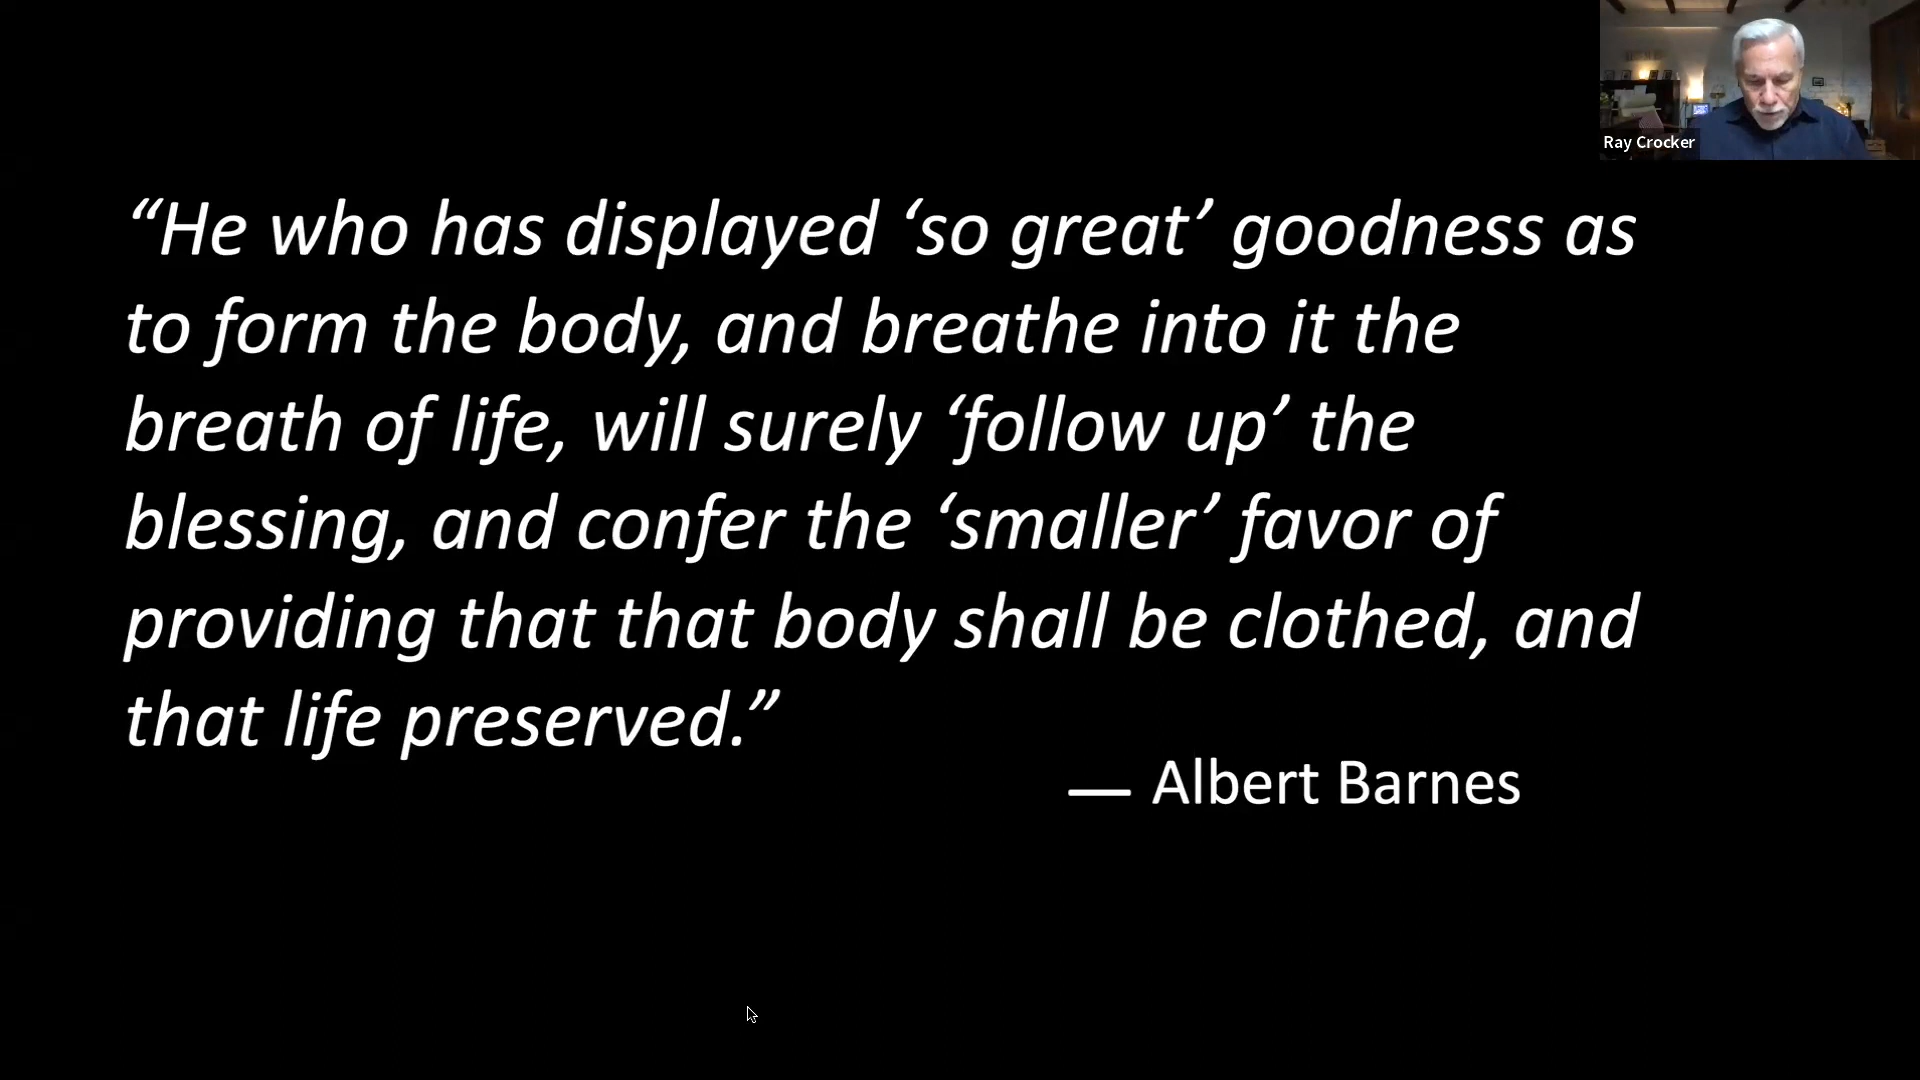 Ray Crocker
“He who has displayed ‘so great’ goodness as
to form the body, and breathe into it the
breath of life, will surely ‘follow up’ the
blessing, and confer the ‘smaller’ favor of
providing that that body shall be clothed, and
that life preserved.”
— Albert Barnes